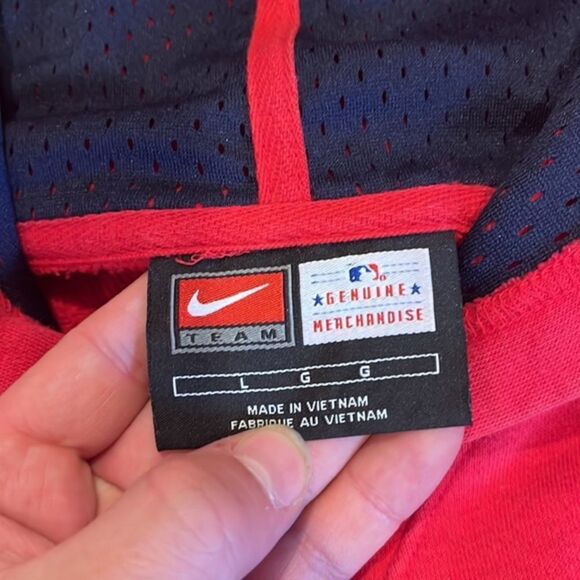 TEAM
GENUINE
MERCHANDISE
L G G
MADE IN VIETNAM
FABRIQUE AU VIETNAM